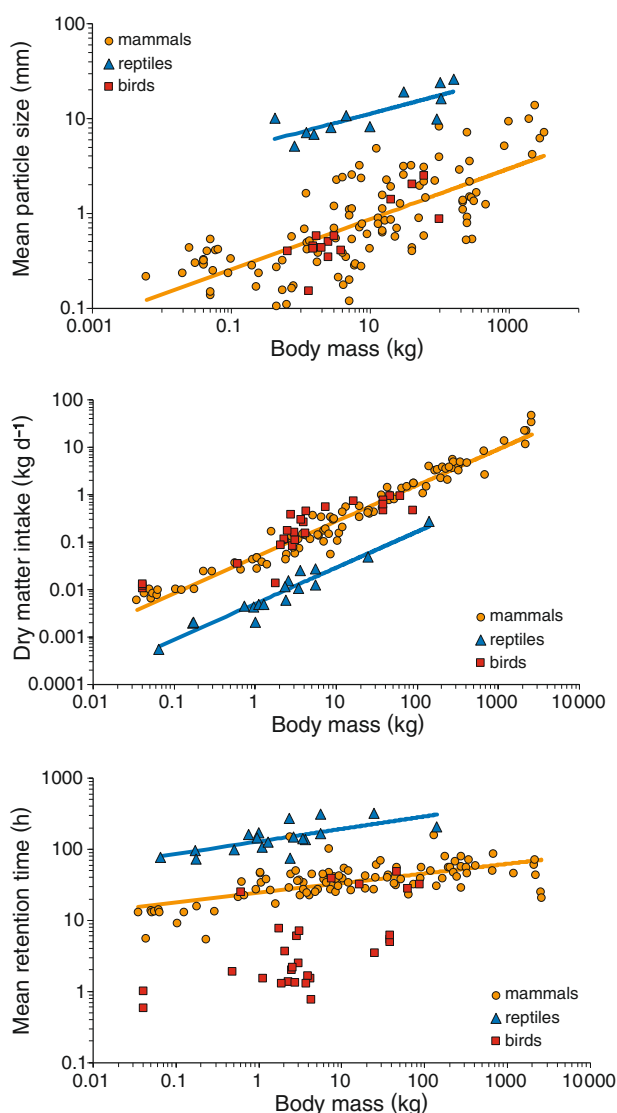 Mean particle size (mm)
100
10
1
0.1
mammals
reptiles
birds
0.001
0.1
10
1000
Body mass (kg)
Dry matter intake (kg d⁻¹)
100
10
1
0.1
0.01
0.001
0.0001
mammals
reptiles
birds
0.01
0.1
1
10
100
1000
10000
Body mass (kg)
Mean retention time (h)
1000
100
10
1
0.1
mammals
reptiles
birds
0.01
0.1
1
10
100
1000
10000
Body mass (kg)